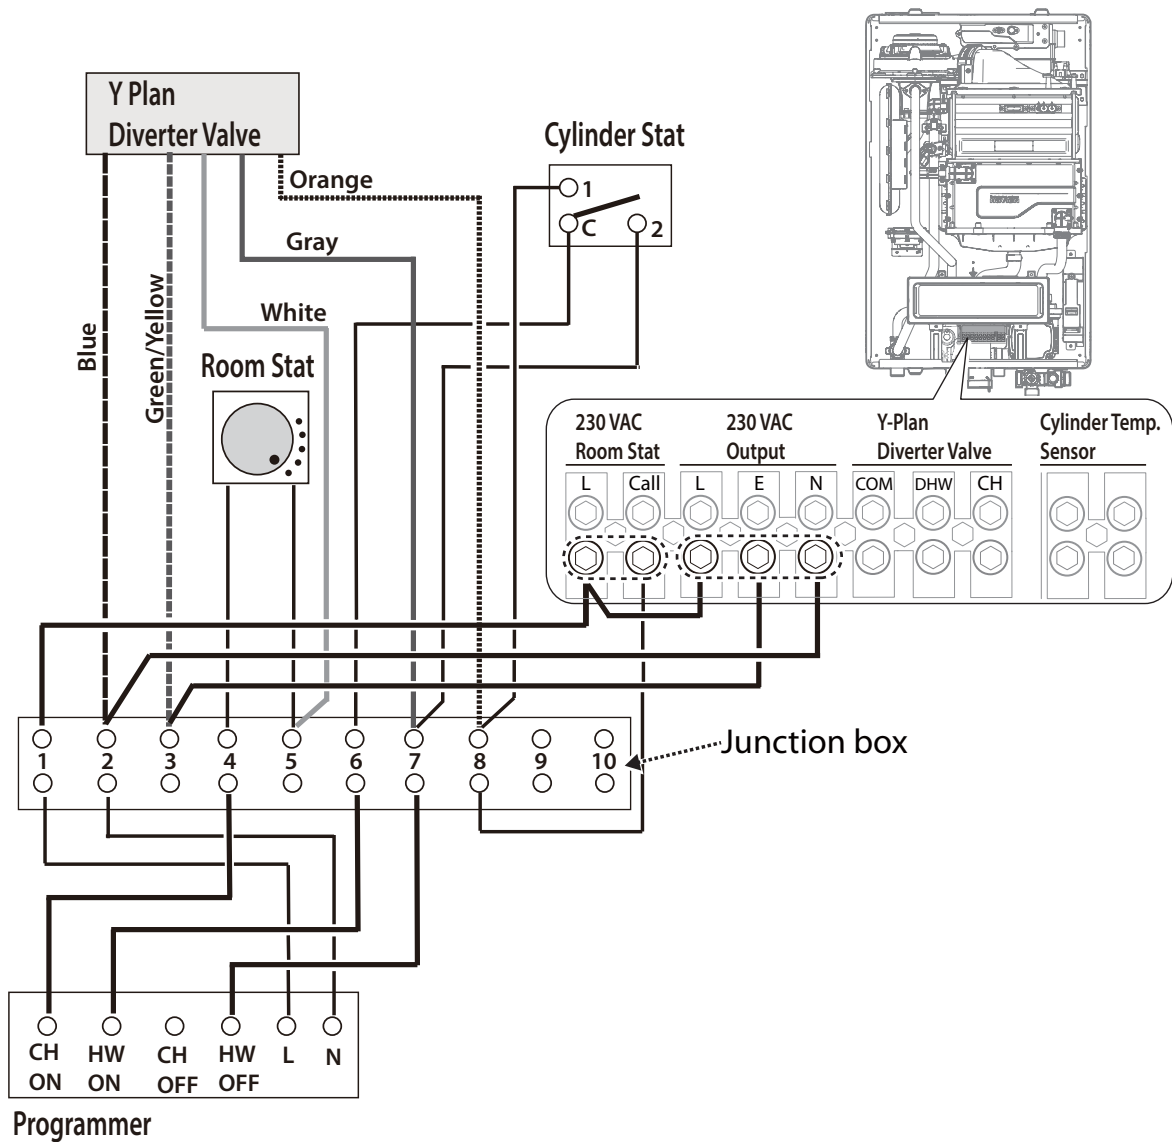 Y Plan
Diverter Valve
Orange
Gray
White
Blue
Green/Yellow
Room Stat
Cylinder Stat
1
C
2
230 VAC
Room Stat
230 VAC
Output
Y-Plan
Diverter Valve
Cylinder Temp.
Sensor
L Call L E N COM DHW CH
1 2 3 4 5 6 7 8 9 10
Junction box
CH HW CH HW L N
ON ON OFF OFF
Programmer